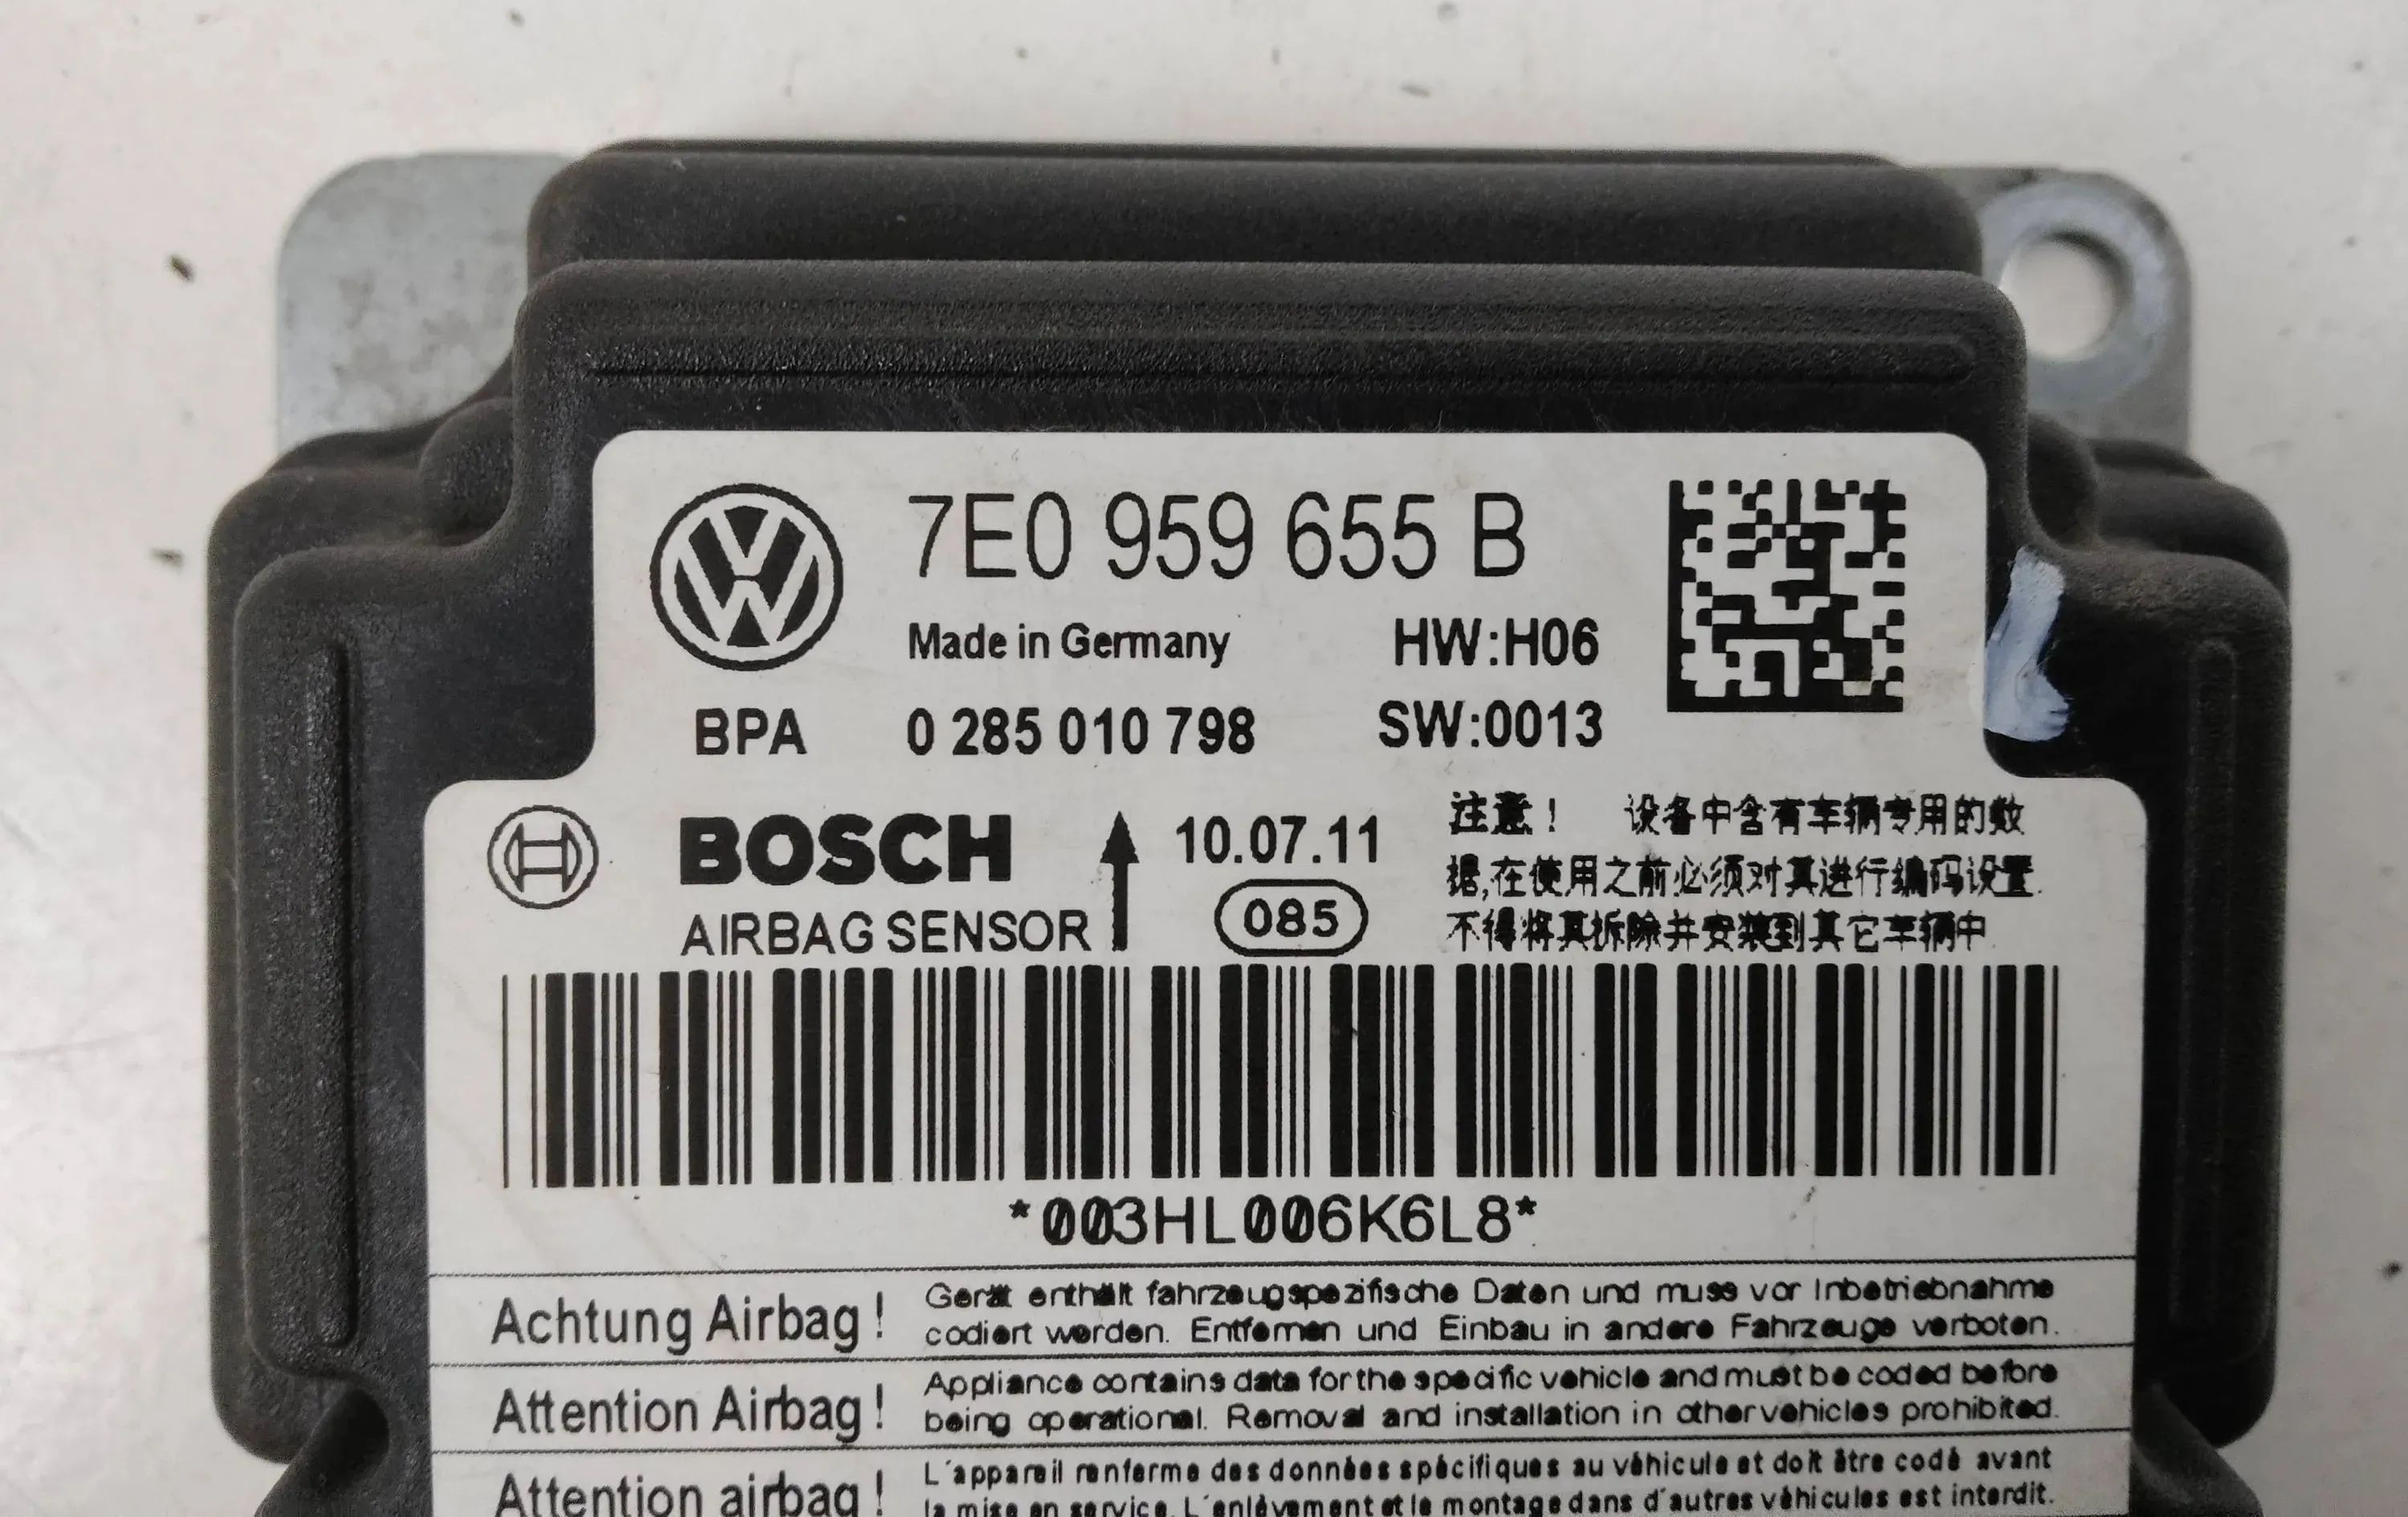 7E0 959 655 B
Made in Germany HW:H06
BPA 0 285 010 798 SW:0013
BOSCH 10.07.11
AIRBAG SENSOR 085
注意! 设备中含有车辆专用的数
据,在使用之前必须对其进行编码设置.
不得将其拆除并安装到其它车辆中
*003HL006K6L8*
Achtung Airbag! Gerät enthält fahrzeugspezifische Daten und muss vor Inbetriebnahme
codiert werden. Entfernen und Einbau in andere Fahrzeuge verboten.
Attention Airbag! Appliance contains data for the specific vehicle and must be coded before
being operational. Removal and installation in other vehicles prohibited.
Attention airbag! L'appareil renferme des données spécifiques au véhicule et doit être codé avant
la mise en service. L'enlèvement et le montage dans d'autres véhicules est interdit.